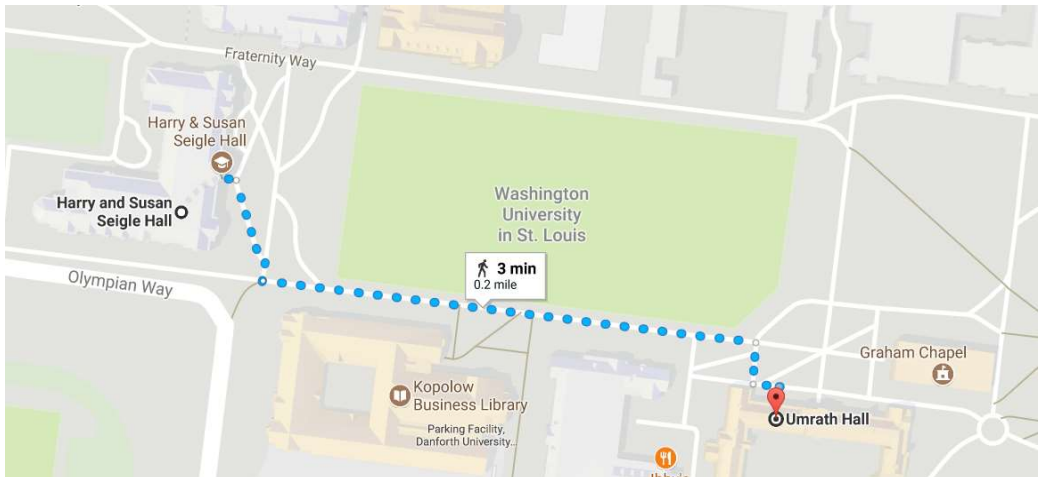 Fraternity Way
Harry & Susan
Seigle Hall
Harry and Susan
Seigle Hall
Washington
University
in St. Louis
3 min
0.2 mile
Olympian Way
Graham Chapel
Kopolow
Business Library
Parking Facility,
Danforth University...
Umrath Hall